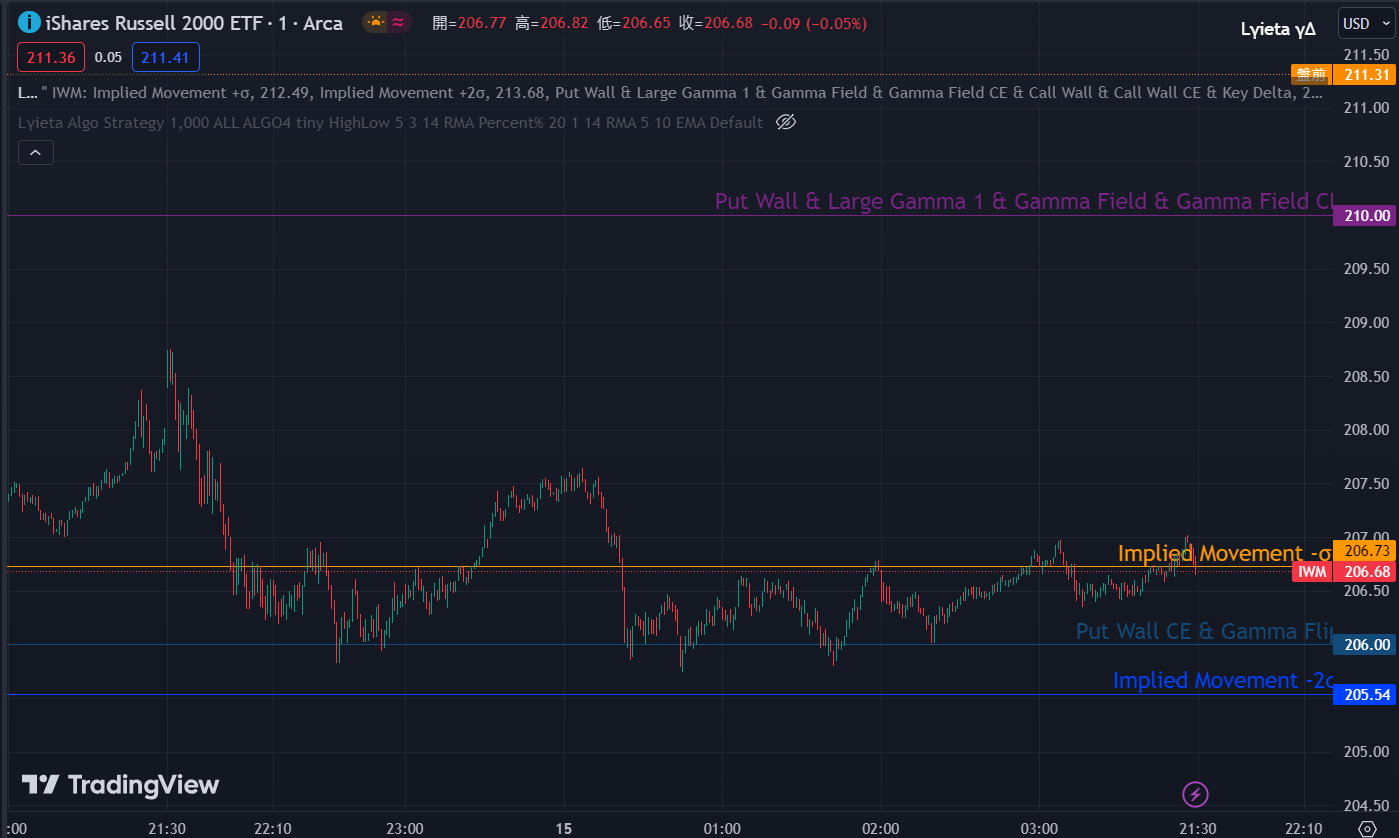 iShares Russell 2000 ETF · 1 · Arca 開=206.77 高=206.82 低=206.65 收=206.68 −0.09 (−0.05%)
Lyieta γΔ
USD
211.36 0.05 211.41
211.50
盤前 211.31
L... " IWM: Implied Movement +σ, 212.49, Implied Movement +2σ, 213.68, Put Wall & Large Gamma 1 & Gamma Field & Gamma Field CE & Call Wall & Call Wall CE & Key Delta, 2...
211.00
Lyieta Algo Strategy 1,000 ALL ALGO4 tiny HighLow 5 3 14 RMA Percent% 20 1 14 RMA 5 10 EMA Default
210.50
Put Wall & Large Gamma 1 & Gamma Field & Gamma Field
210.00
209.50
209.00
208.50
208.00
207.50
207.00
Implied Movement -σ 206.73
IWM 206.68
206.50
Put Wall CE & Gamma Flip
206.00
Implied Movement -2σ
205.54
205.00
TradingView
204.50
:00 21:30 22:10 23:00 15 01:00 02:00 03:00 21:30 22:10